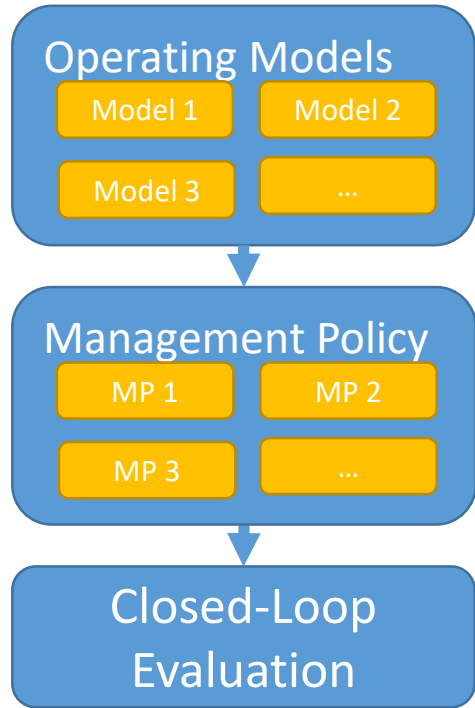 Operating Models
Model 1
Model 2
Model 3
...
Management Policy
MP 1
MP 2
MP 3
...
Closed-Loop
Evaluation